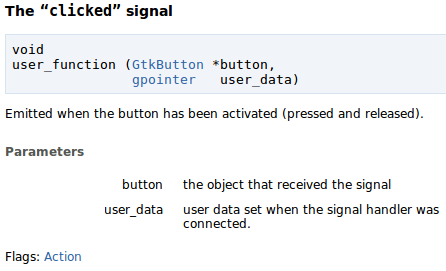 The “clicked” signal
void
user_function (GtkButton *button,
               gpointer   user_data)
Emitted when the button has been activated (pressed and released).
Parameters
button the object that received the signal
user_data user data set when the signal handler was
connected.
Flags: Action